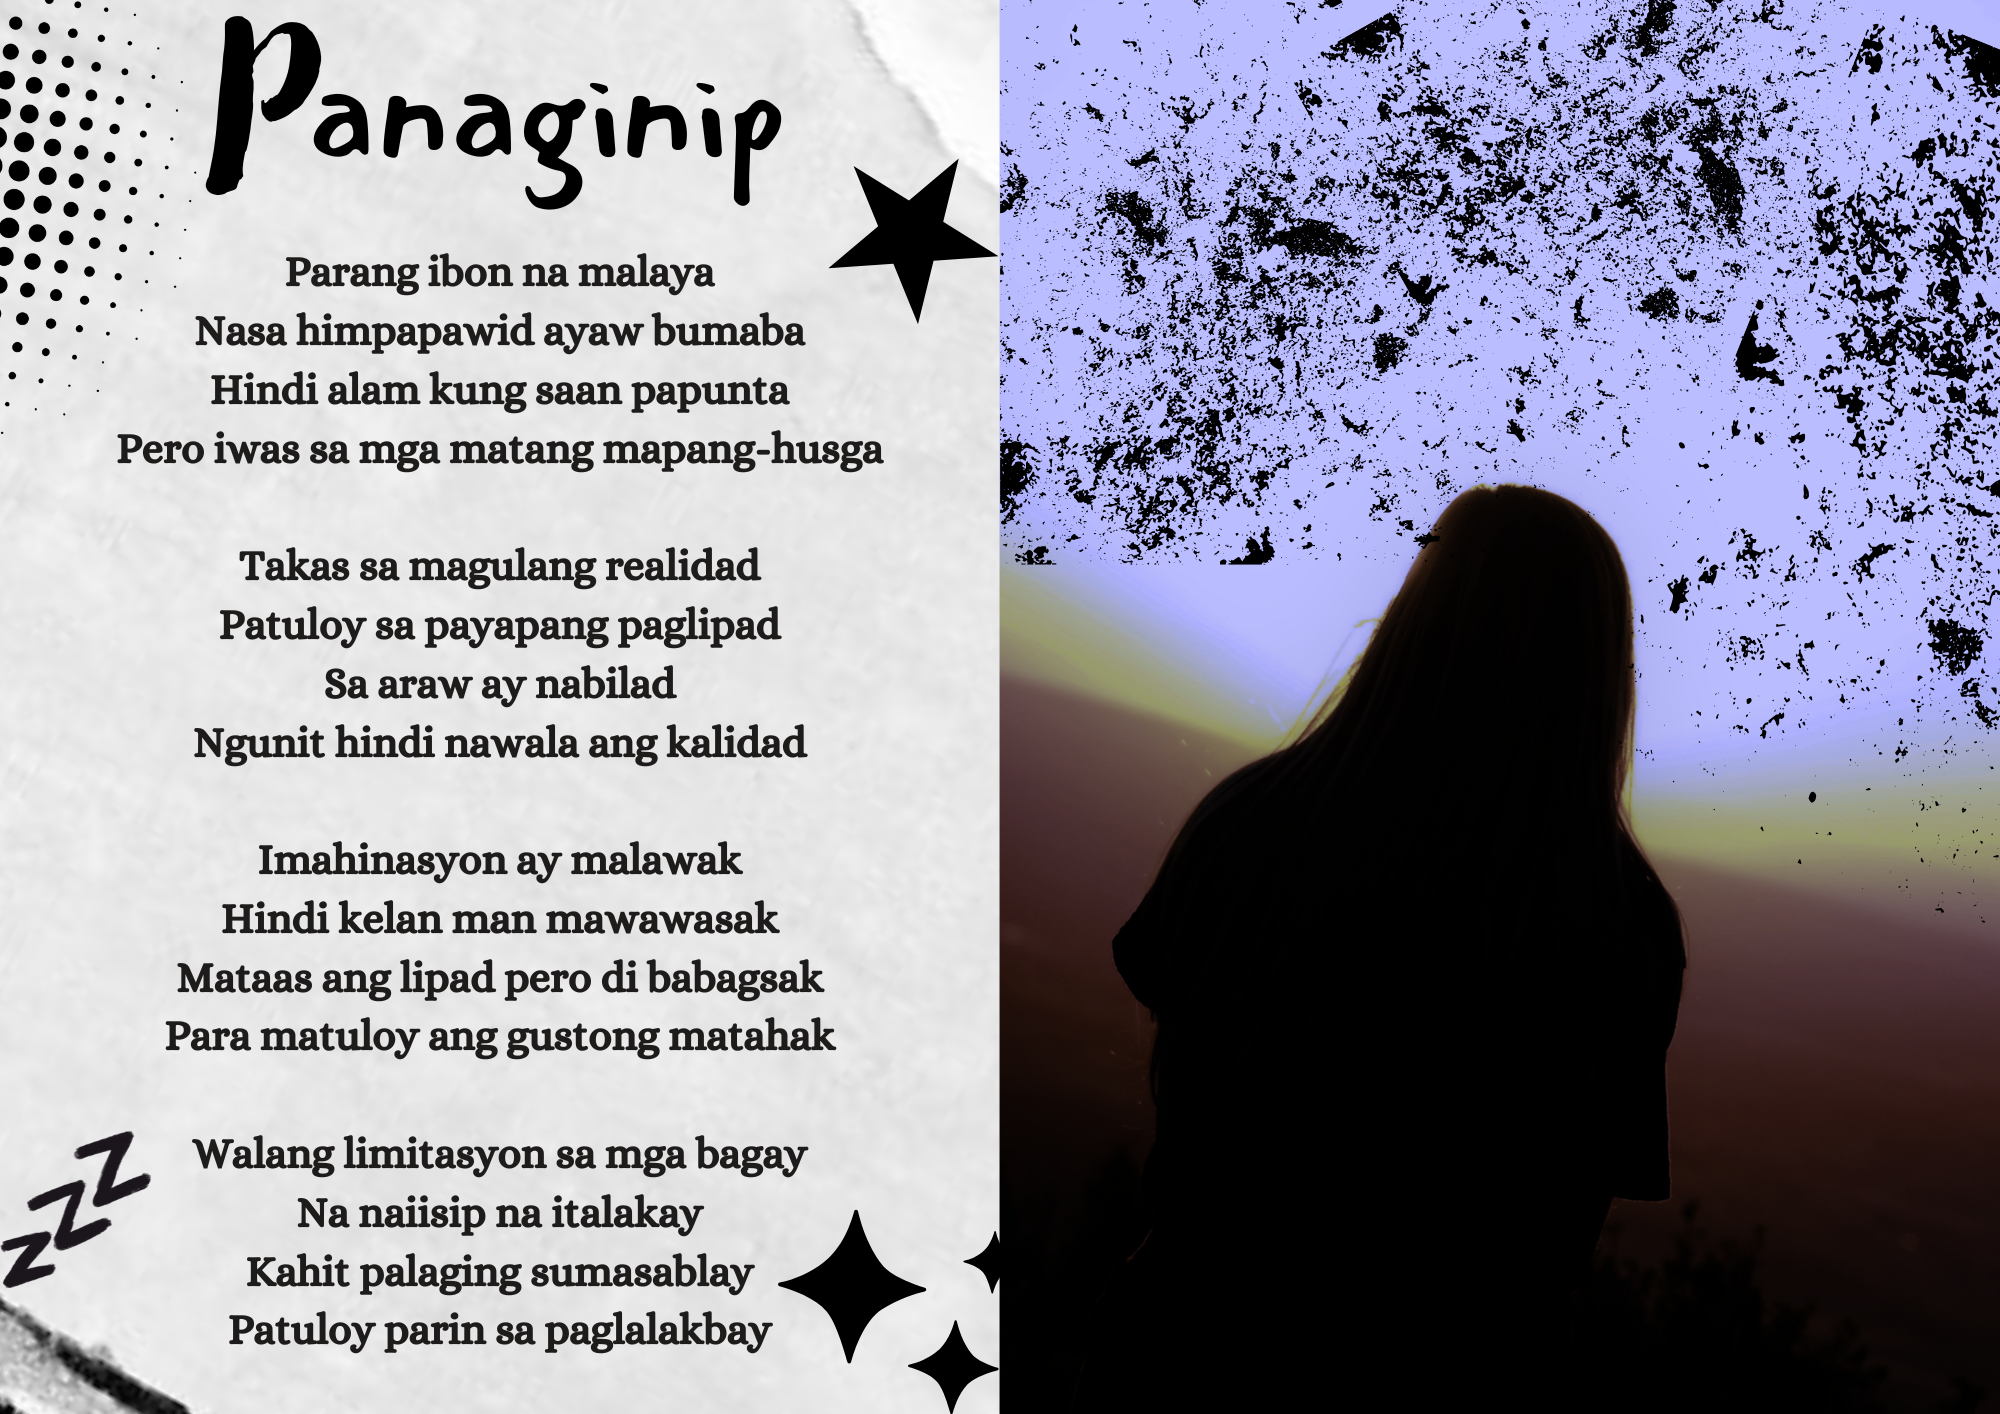 Panaginip
Parang ibon na malaya
Nasa himpapawid ayaw bumaba
Hindi alam kung saan papunta
Pero iwas sa mga matang mapang-husga
Takas sa magulang realidad
Patuloy sa payapang paglipad
Sa araw ay nabilad
Ngunit hindi nawala ang kalidad
Imahinasyon ay malawak
Hindi kelan man mawawasak
Mataas ang lipad pero di babagsak
Para matuloy ang gustong matahak
Walang limitasyon sa mga bagay
Na naiisip na italakay
Kahit palaging sumasablay
Patuloy parin sa paglalakbay
zzz